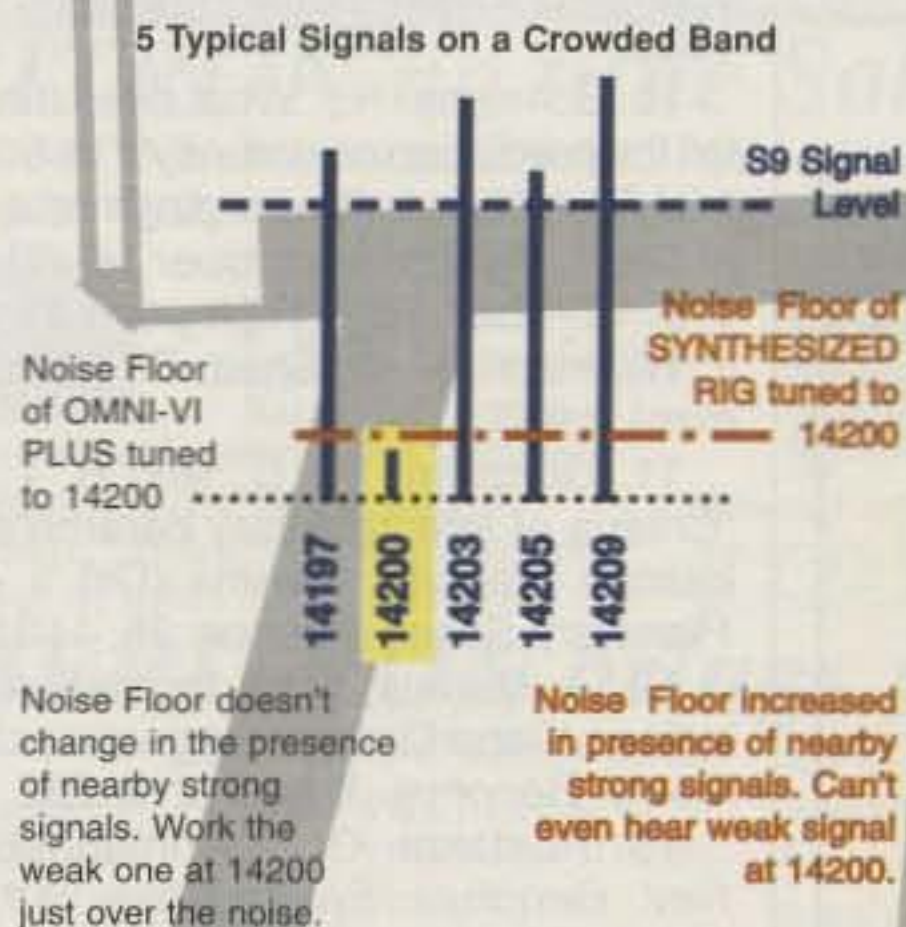 5 Typical Signals on a Crowded Band
S9 Signal
Level
Noise Floor of
SYNTHESIZED
RIG tuned to
14200
Noise Floor
of OMNI-VI
PLUS tuned
to 14200
14197
14200
14203
14205
14209
Noise Floor doesn't
change in the presence
of nearby strong
signals. Work the
weak one at 14200
just over the noise.
Noise Floor increased
in presence of nearby
strong signals. Can't
even hear weak signal
at 14200.